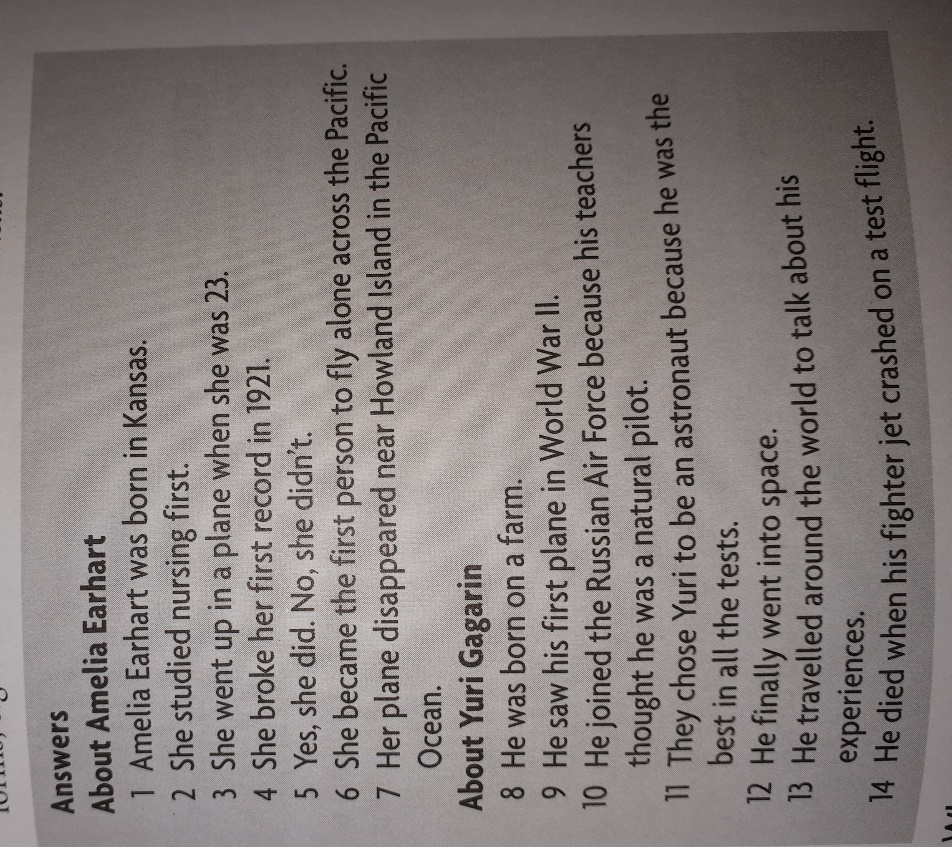 Answers
About Amelia Earhart
1 Amelia Earhart was born in Kansas.
2 She studied nursing first.
3 She went up in a plane when she was 23.
4 She broke her first record in 1921.
5 Yes, she did. No, she didn't.
6 She became the first person to fly alone across the Pacific.
7 Her plane disappeared near Howland Island in the Pacific
Ocean.
About Yuri Gagarin
8 He was born on a farm.
9 He saw his first plane in World War II.
10 He joined the Russian Air Force because his teachers
thought he was a natural pilot.
11 They chose Yuri to be an astronaut because he was the
best in all the tests.
12 He finally went into space.
13 He travelled around the world to talk about his
experiences.
14 He died when his fighter jet crashed on a test flight.